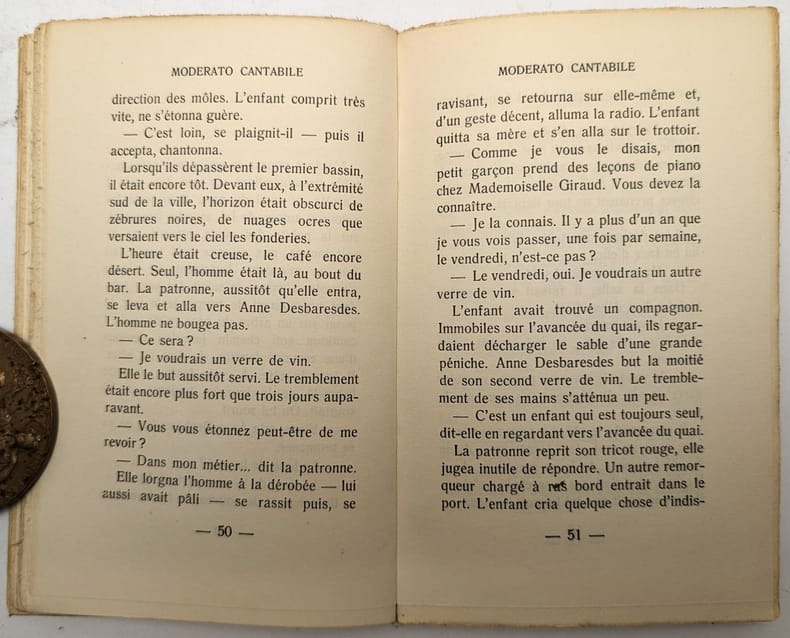 MODERATO CANTABILE
direction des môles. L'enfant comprit très
vite, ne s'étonna guère.
— C'est loin, se plaignit-il — puis il
accepta, chantonna.
Lorsqu'ils dépassèrent le premier bassin,
il était encore tôt. Devant eux, à l'extrémité
sud de la ville, l'horizon était obscurci de
zébrures noires, de nuages ocres que
versaient vers le ciel les fonderies.
L'heure était creuse, le café encore
désert. Seul, l'homme était là, au bout du
bar. La patronne, aussitôt qu'elle entra,
se leva et alla vers Anne Desbaresdes.
L'homme ne bougea pas.
— Ce sera ?
— Je voudrais un verre de vin.
Elle le but aussitôt servi. Le tremblement
était encore plus fort que trois jours aupa-
ravant.
— Vous vous étonnez peut-être de me
revoir ?
— Dans mon métier... dit la patronne.
Elle lorgna l'homme à la dérobée — lui
aussi avait pâli — se rassit puis, se
— 50 —
MODERATO CANTABILE
ravisant, se retourna sur elle-même et,
d'un geste décent, alluma la radio. L'enfant
quitta sa mère et s'en alla sur le trottoir.
— Comme je vous le disais, mon
petit garçon prend des leçons de piano
chez Mademoiselle Giraud. Vous devez la
connaître.
— Je la connais. Il y a plus d'un an que
je vous vois passer, une fois par semaine,
le vendredi, n'est-ce pas ?
— Le vendredi, oui. Je voudrais un autre
verre de vin.
L'enfant avait trouvé un compagnon.
Immobiles sur l'avancée du quai, ils regar-
daient décharger le sable d'une grande
péniche. Anne Desbaresdes but la moitié
de son second verre de vin. Le tremble-
ment de ses mains s'atténua un peu.
— C'est un enfant qui est toujours seul,
dit-elle en regardant vers l'avancée du quai.
La patronne reprit son tricot rouge, elle
jugea inutile de répondre. Un autre remor-
queur chargé à ras bord entrait dans le
port. L'enfant cria quelque chose d'indis-
— 51 —